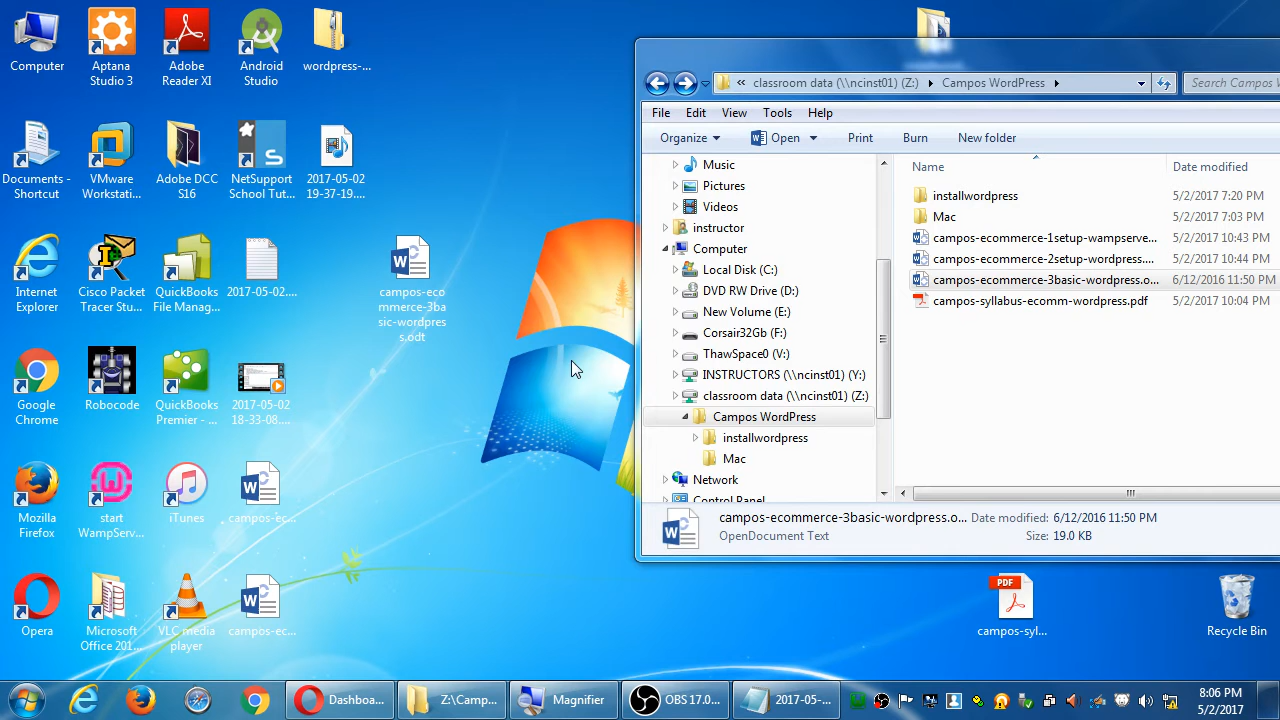 Computer
Aptana
Studio 3
Adobe
Reader XI
Android
Studio
wordpress-...
Documents -
Shortcut
VMware
Workstati...
Adobe DCC
S16
NetSupport
School Tut...
2017-05-02
19-37-19....
Internet
Explorer
Cisco Packet
Tracer Stu...
QuickBooks
File Manag...
2017-05-02....
campos-eco
mmerce-3ba
sic-wordpres
s.odt
Google
Chrome
Robocode
QuickBooks
Premier - ...
2017-05-02
18-33-08....
Mozilla
Firefox
start
WampServ...
iTunes
campos-ec...
Opera
Microsoft
Office 201...
VLC media
player
campos-ec...
« classroom data (\\ncinst01) (Z:) Campos WordPress
Search Campos W
File Edit View Tools Help
Organize Open Print Burn New folder
Music
Pictures
Videos
instructor
Computer
Local Disk (C:)
DVD RW Drive (D:)
New Volume (E:)
Corsair32Gb (F:)
ThawSpace0 (V:)
INSTRUCTORS (\\ncinst01) (Y:)
classroom data (\\ncinst01) (Z:)
Campos WordPress
installwordpress
Mac
Network
Control Panel
Name Date modified
installwordpress 5/2/2017 7:20 PM
Mac 5/2/2017 7:03 PM
campos-ecommerce-1setup-wampserve... 5/2/2017 10:43 PM
campos-ecommerce-2setup-wordpress.... 5/2/2017 10:44 PM
campos-ecommerce-3basic-wordpress.o... 6/12/2016 11:50 PM
campos-syllabus-ecomm-wordpress.pdf 5/2/2017 10:04 PM
campos-ecommerce-3basic-wordpress.o... Date modified: 6/12/2016 11:50 PM
OpenDocument Text Size: 19.0 KB
PDF
campos-syl...
Recycle Bin
Dashboa...
Z:\Camp...
Magnifier
OBS 17.0...
2017-05-...
8:06 PM
5/2/2017